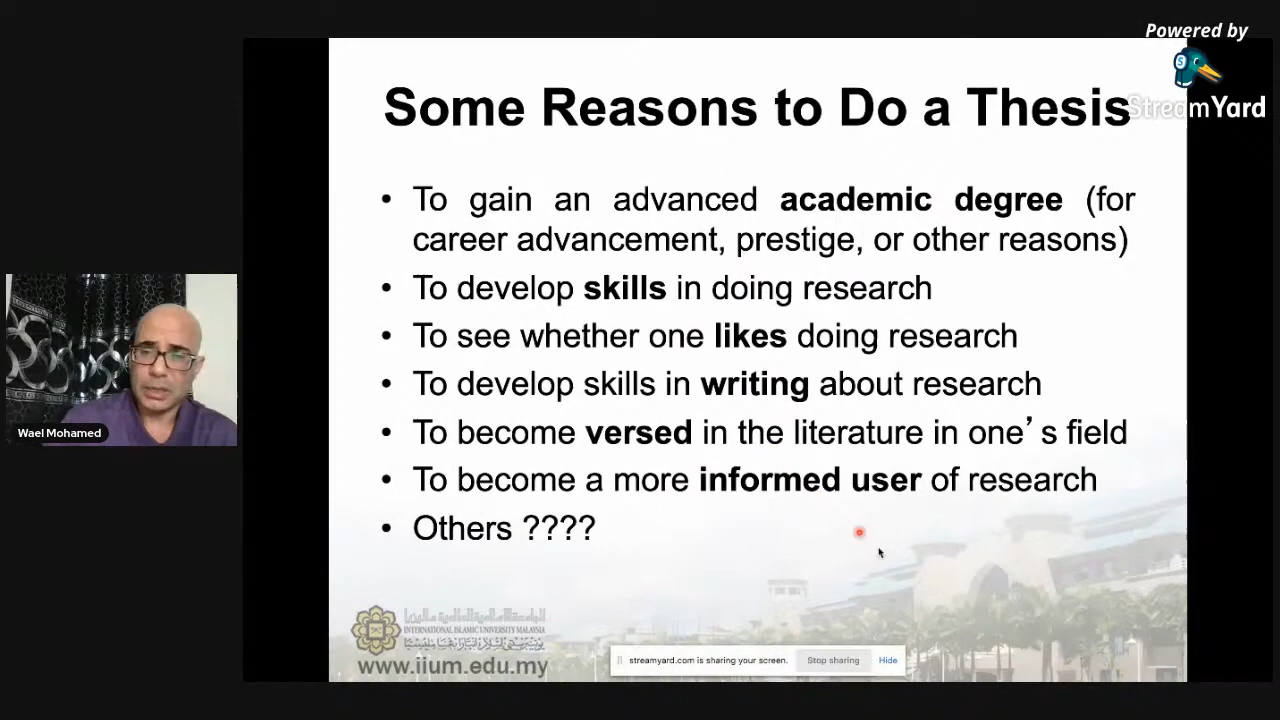 Powered by
StreamYard
Some Reasons to Do a Thesis
• To gain an advanced academic degree (for
career advancement, prestige, or other reasons)
• To develop skills in doing research
• To see whether one likes doing research
• To develop skills in writing about research
• To become versed in the literature in one’s field
• To become a more informed user of research
• Others ????
Wael Mohamed
INTERNATIONAL ISLAMIC UNIVERSITY MALAYSIA
www.iium.edu.my
streamyard.com is sharing your screen.
Stop sharing
Hide